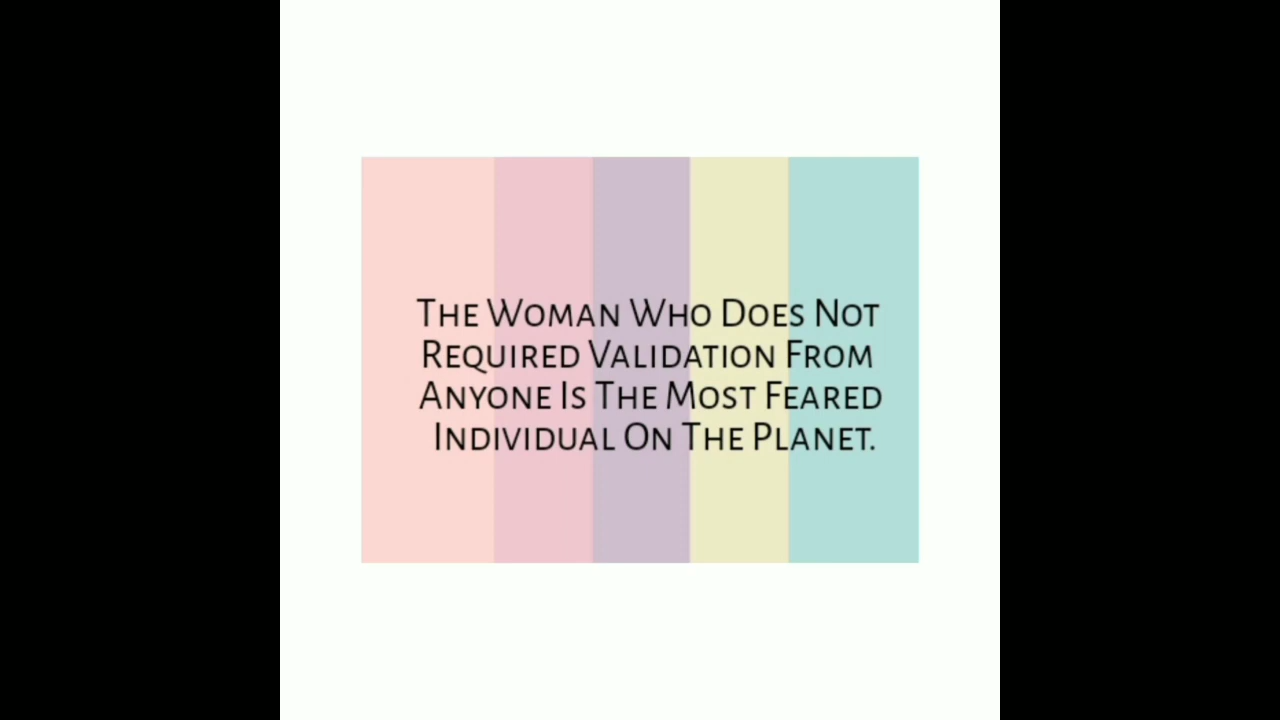 The Woman Who Does Not
Required Validation From
Anyone Is The Most Feared
Individual On The Planet.